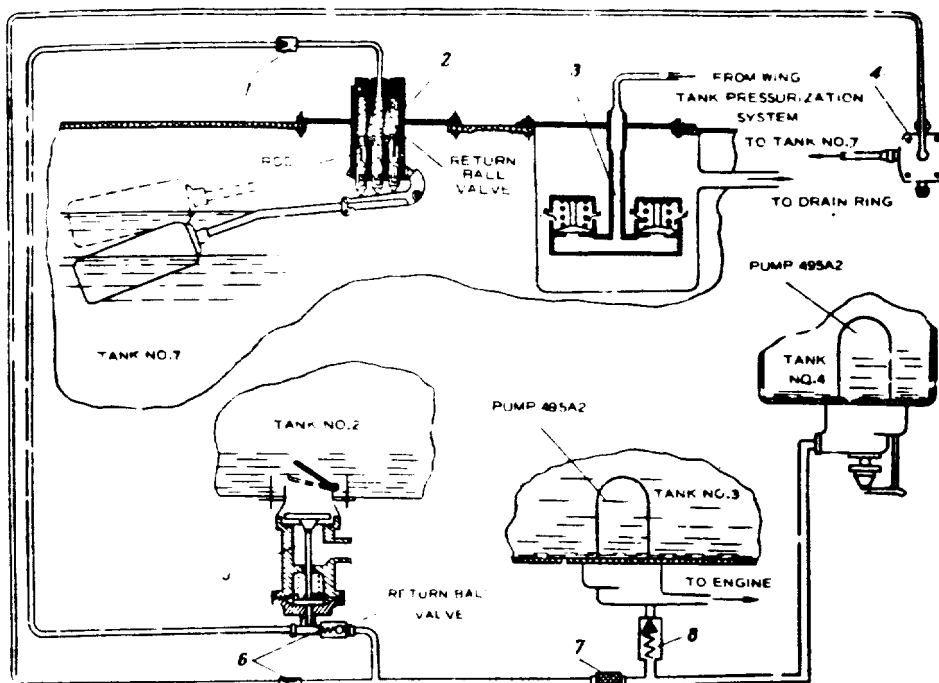 1
2
3
FROM WING
TANK PRESSURIZATION
SYSTEM
4
TO TANK NO.7
ROD
RETURN
BALL
VALVE
TO DRAIN RING
PUMP 495A2
TANK NO.7
TANK
NO.4
TANK NO.2
PUMP 495A2
TANK NO.3
TO ENGINE
RETURN BALL
VALVE
6
7
8